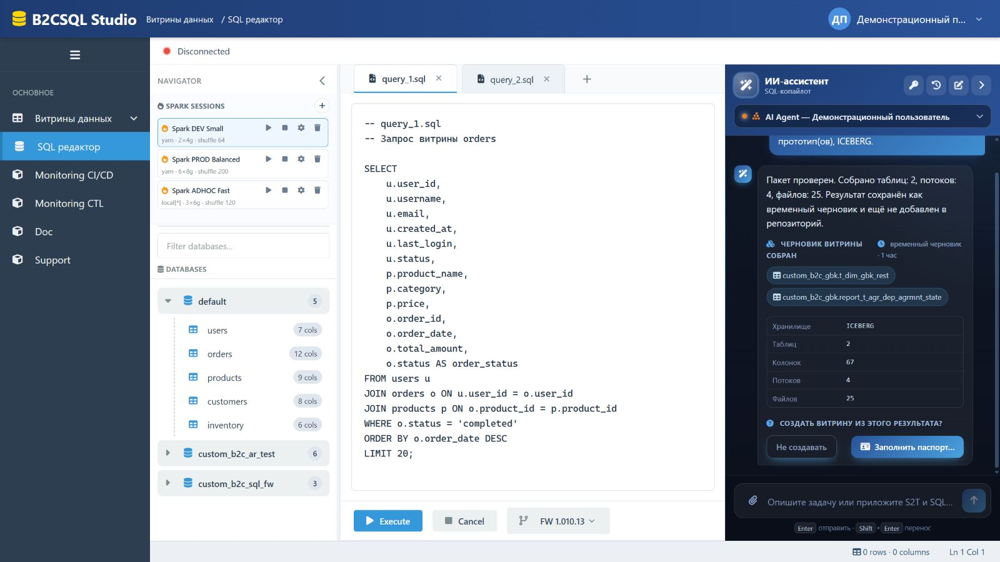 B2CSQL Studio
Витрины данных / SQL редактор
ДП Демонстрационный п...
ОСНОВНОЕ
Витрины данных
SQL редактор
Monitoring CI/CD
Monitoring CTL
Doc
Support
Disconnected
NAVIGATOR
SPARK SESSIONS
Spark DEV Small
yarn · 2×4g · shuffle 64
Spark PROD Balanced
yarn · 6×8g · shuffle 200
Spark ADHOC Fast
local[*] · 3×6g · shuffle 120
Filter databases...
DATABASES
default 5
users 7 cols
orders 12 cols
products 9 cols
customers 8 cols
inventory 6 cols
custom_b2c_ar_test 6
custom_b2c_sql_fw 3
query_1.sql
query_2.sql
-- query_1.sql
-- Запрос витрины orders
SELECT
u.user_id,
u.username,
u.email,
u.created_at,
u.last_login,
u.status,
p.product_name,
p.category,
p.price,
o.order_id,
o.order_date,
o.total_amount,
o.status AS order_status
FROM users u
JOIN orders o ON u.user_id = o.user_id
JOIN products p ON o.product_id = p.product_id
WHERE o.status = 'completed'
ORDER BY o.order_date DESC
LIMIT 20;
Execute
Cancel
FW 1.010.13
ИИ-ассистент
SQL-копайлот
AI Agent — Демонстрационный пользователь
прототип(ов), ICEBERG.
Пакет проверен. Собрано таблиц: 2, потоков:
4, файлов: 25. Результат сохранён как
временный черновик и ещё не добавлен в
репозиторий.
ЧЕРНОВИК ВИТРИНЫ
СОБРАН
временный черновик
· 1 час
custom_b2c_gbk.t_dim_gbk_rest
custom_b2c_gbk.report_t_agr_dep_agrmnt_state
Хранилище ICEBERG
Таблиц 2
Колонок 67
Потоков 4
Файлов 25
СОЗДАТЬ ВИТРИНУ ИЗ ЭТОГО РЕЗУЛЬТАТА?
Не создавать
Заполнить паспорт...
Опишите задачу или приложите S2T и SQL...
Enter отправить · Shift + Enter перенос
0 rows · 0 columns
Ln 1 Col 1